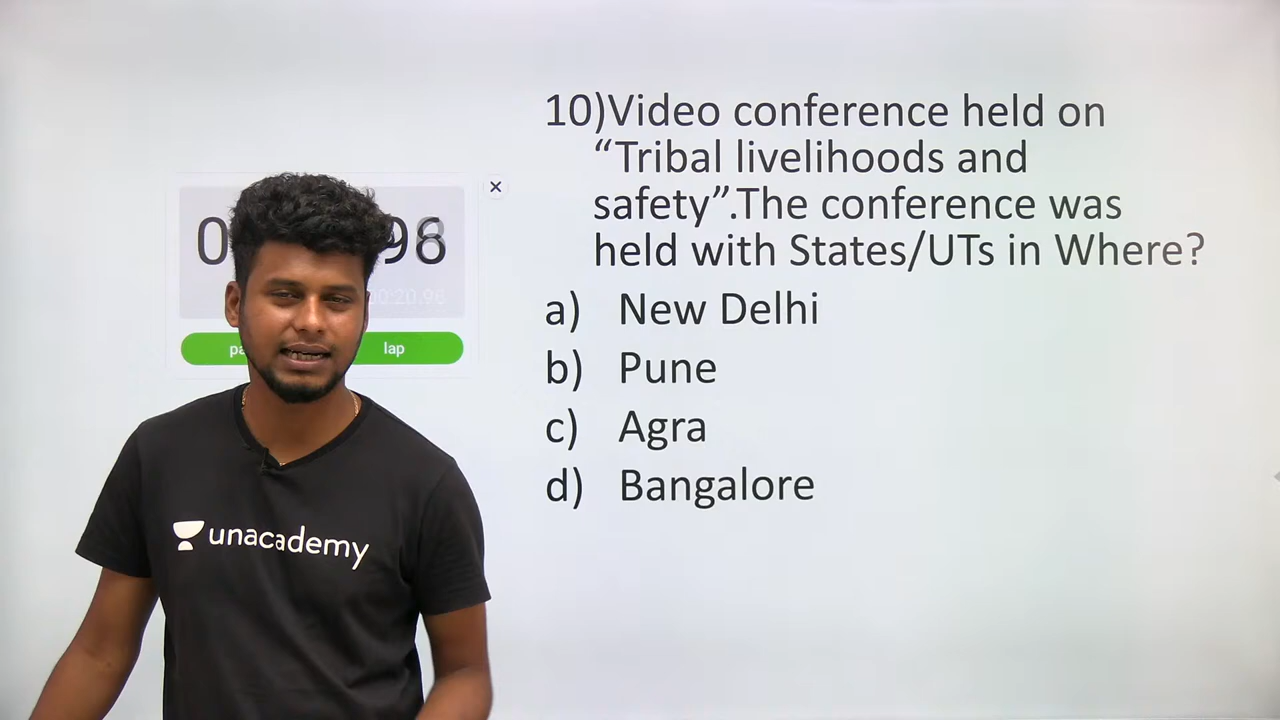 10)Video conference held on
“Tribal livelihoods and
safety”.The conference was
held with States/UTs in Where?
a) New Delhi
b) Pune
c) Agra
d) Bangalore
lap
unacademy